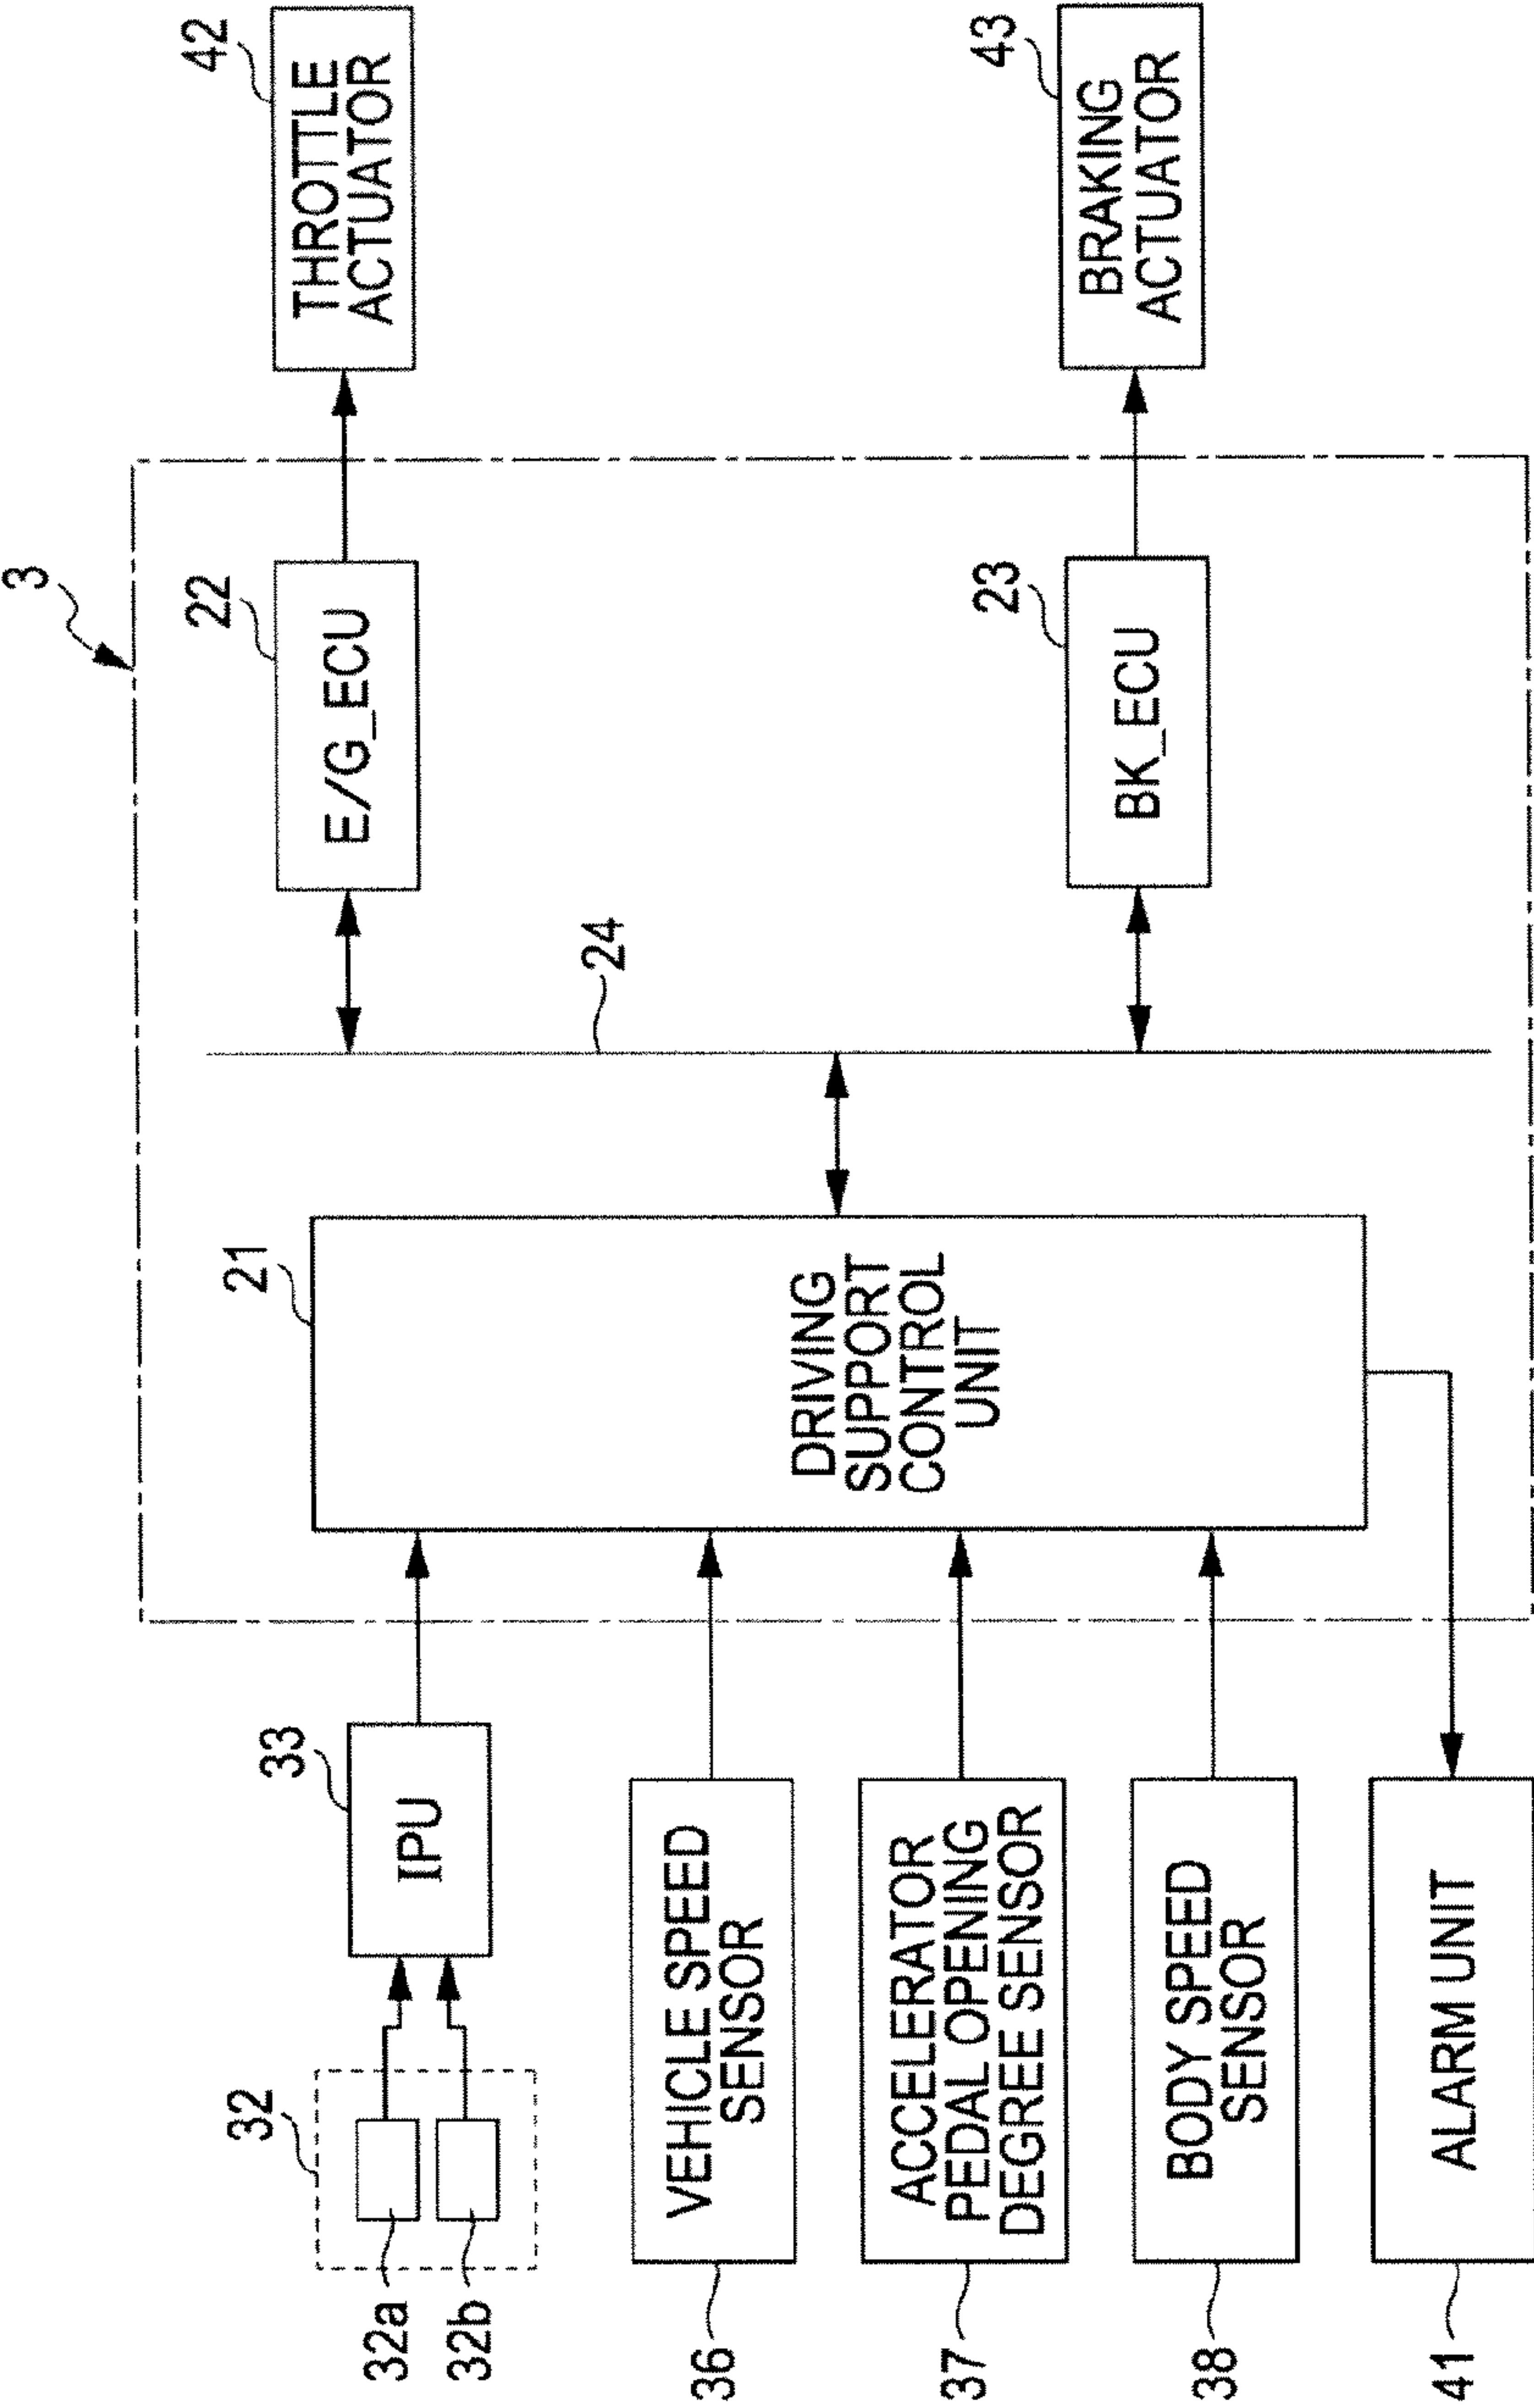 3
32
32a
32b
33
IPU
21
DRIVING
SUPPORT
CONTROL
UNIT
24
22
E/G_ECU
42
THROTTLE
ACTUATOR
23
BK_ECU
43
BRAKING
ACTUATOR
36
VEHICLE SPEED
SENSOR
37
ACCELERATOR
PEDAL OPENING
DEGREE SENSOR
38
BODY SPEED
SENSOR
41
ALARM UNIT